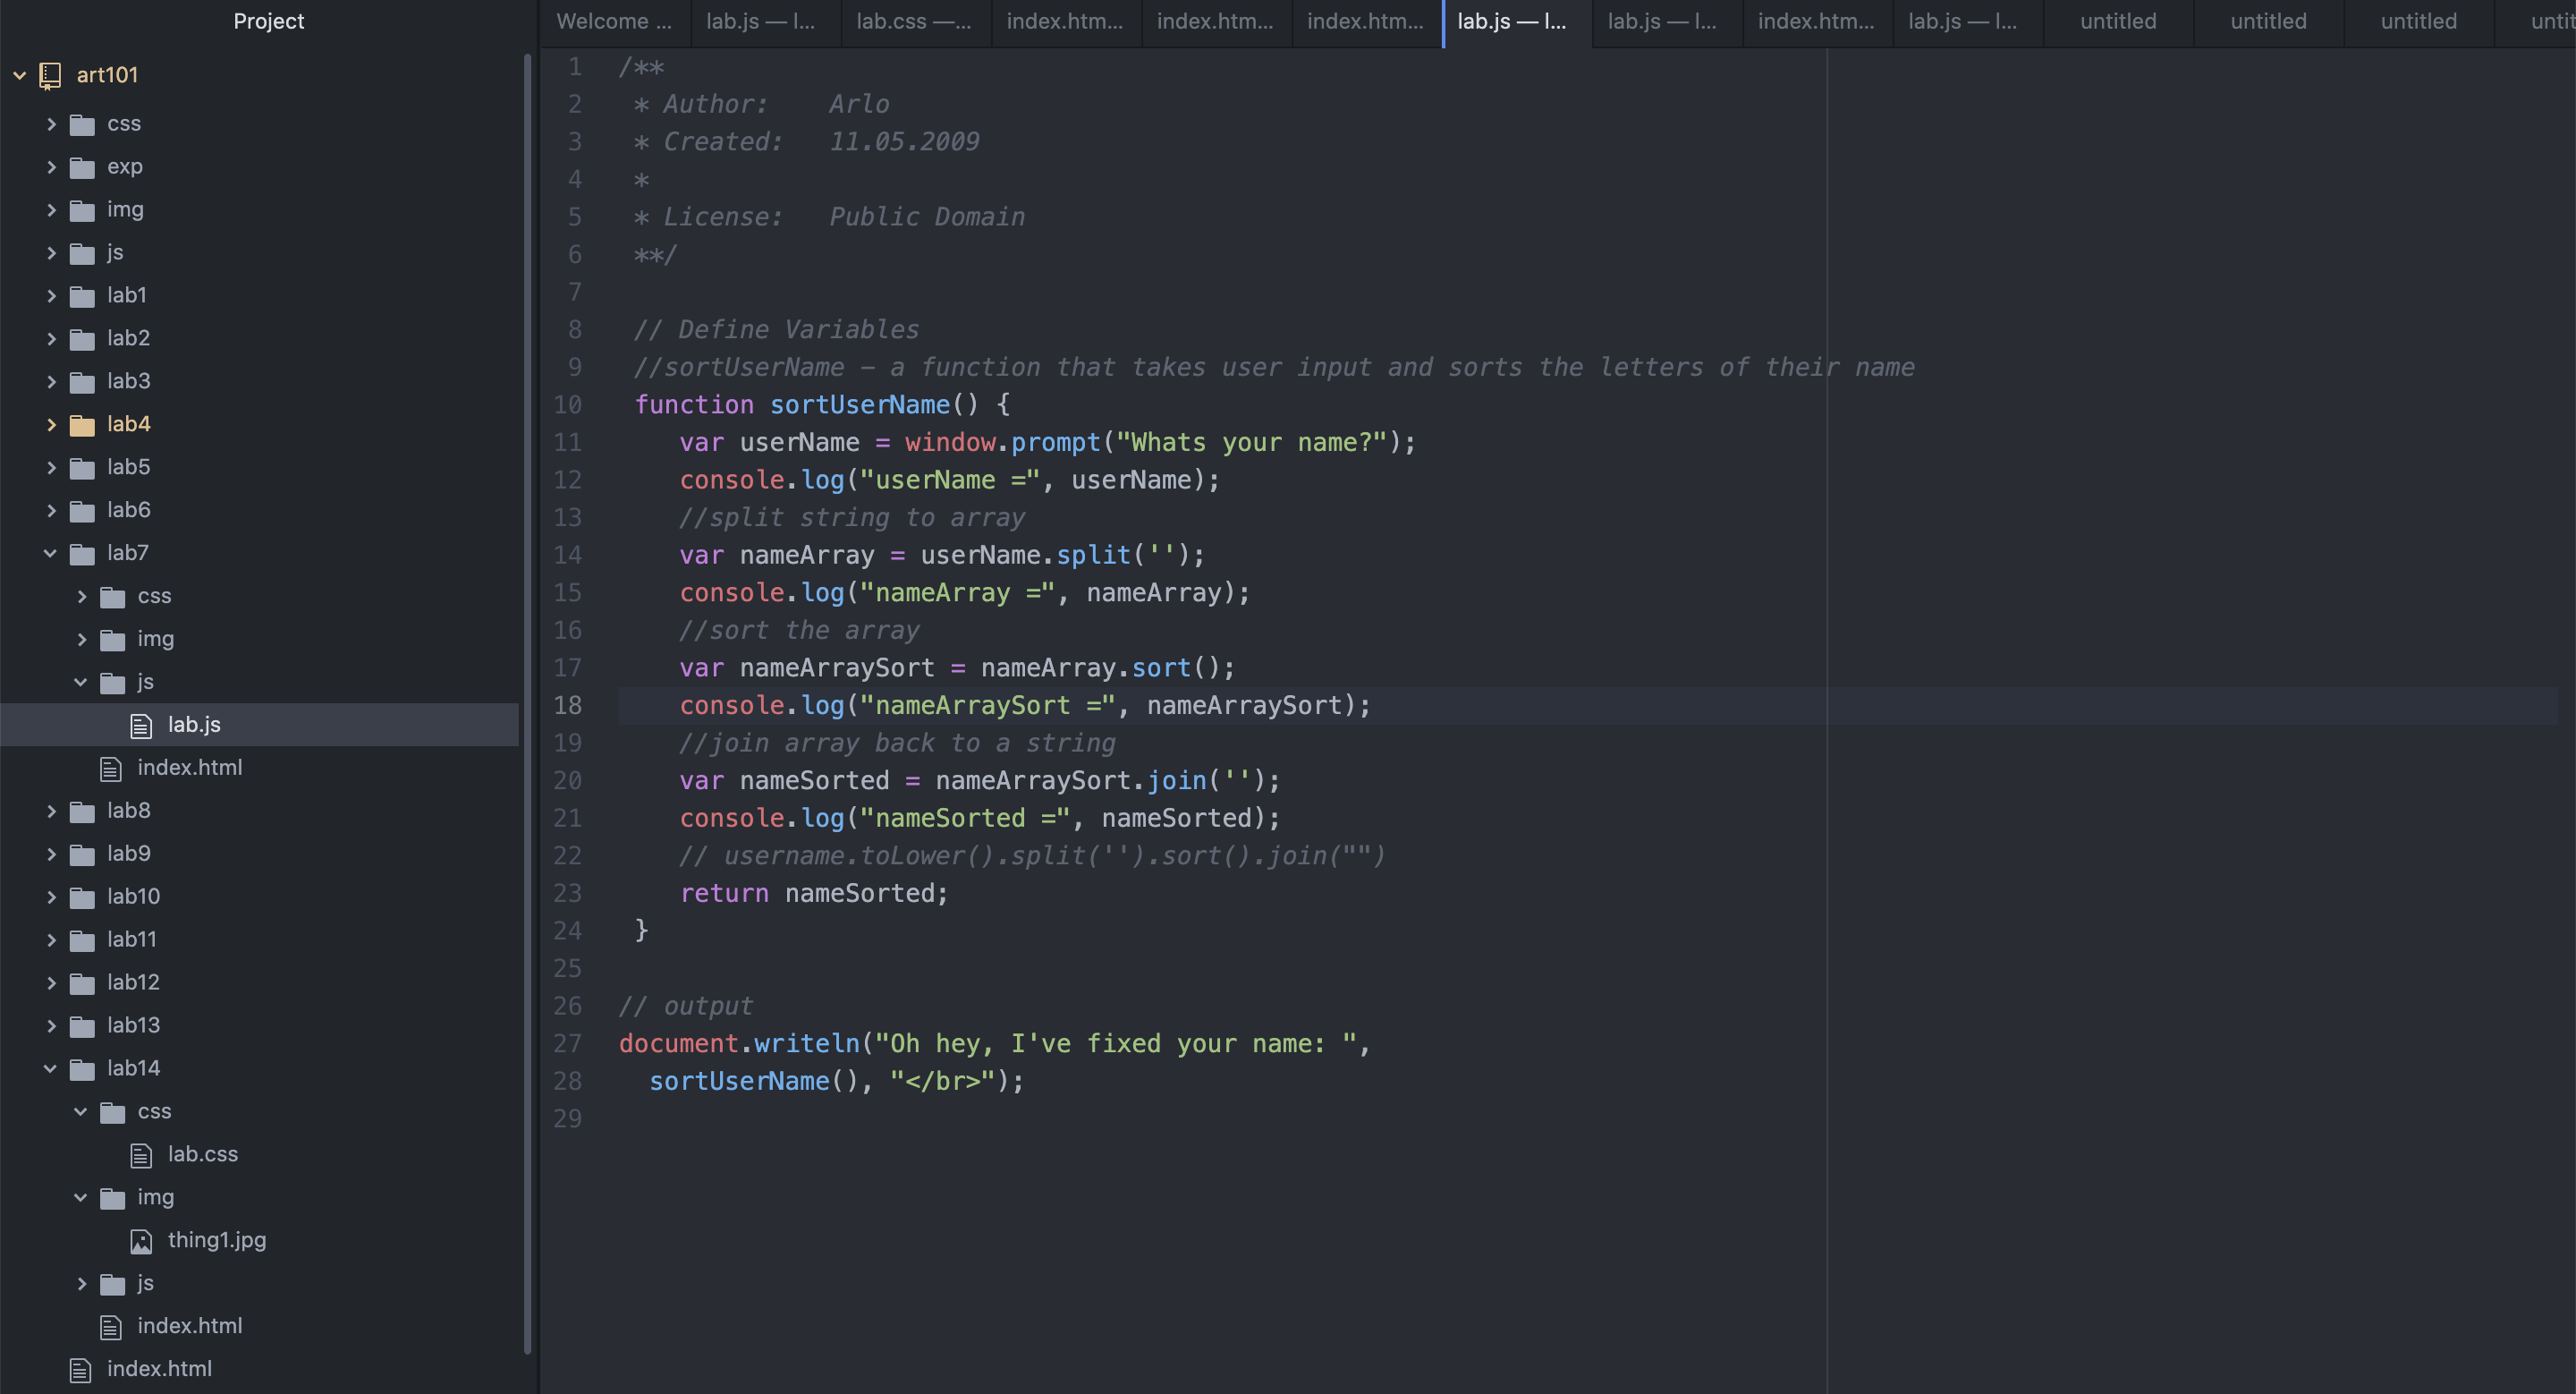 Project
art101
css
exp
img
js
lab1
lab2
lab3
lab4
lab5
lab6
lab7
css
img
js
lab.js
index.html
lab8
lab9
lab10
lab11
lab12
lab13
lab14
css
lab.css
img
thing1.jpg
js
index.html
index.html
Welcome ... lab.js — l... lab.css —... index.htm... index.htm... index.htm... lab.js — l... lab.js — l... index.htm... lab.js — l... untitled untitled untitled untit
1 /**
2  * Author:    Arlo
3  * Created:   11.05.2009
4  *
5  * License:   Public Domain
6  **/
7
8  // Define Variables
9  //sortUserName – a function that takes user input and sorts the letters of their name
10  function sortUserName() {
11     var userName = window.prompt("Whats your name?");
12     console.log("userName =", userName);
13     //split string to array
14     var nameArray = userName.split('');
15     console.log("nameArray =", nameArray);
16     //sort the array
17     var nameArraySort = nameArray.sort();
18     console.log("nameArraySort =", nameArraySort);
19     //join array back to a string
20     var nameSorted = nameArraySort.join('');
21     console.log("nameSorted =", nameSorted);
22     // username.toLower().split('').sort().join("")
23     return nameSorted;
24  }
25
26 // output
27 document.writeln("Oh hey, I've fixed your name: ",
28   sortUserName(), "</br>");
29